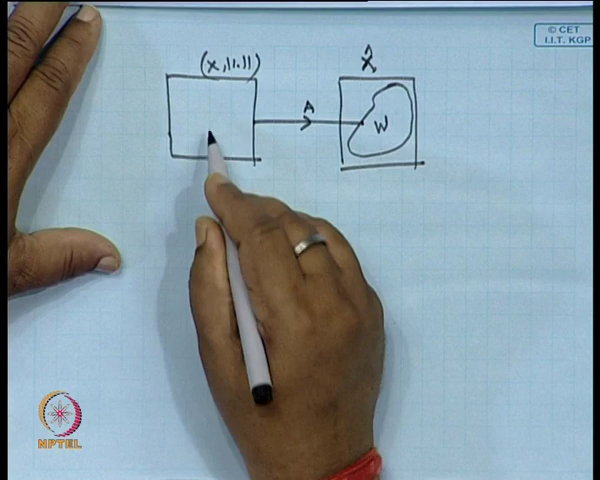 © CET
I.I.T. KGP
(X, ||.||)
X̂
A
W
NPTEL